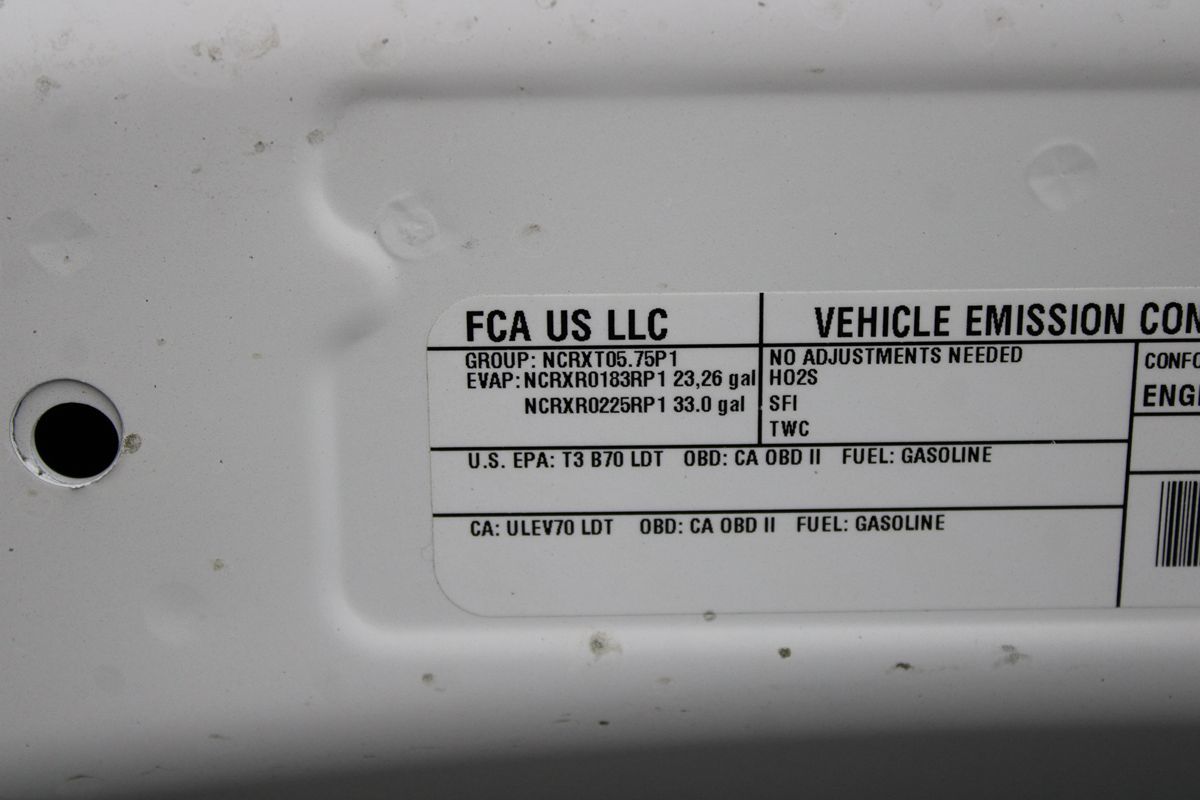 FCA US LLC
VEHICLE EMISSION CON
GROUP: NCRXT05.75P1
EVAP: NCRXR0183RP1 23,26 gal
NCRXR0225RP1 33.0 gal
NO ADJUSTMENTS NEEDED
HO2S
SFI
TWC
CONFO
ENGI
U.S. EPA: T3 B70 LDT OBD: CA OBD II FUEL: GASOLINE
CA: ULEV70 LDT OBD: CA OBD II FUEL: GASOLINE